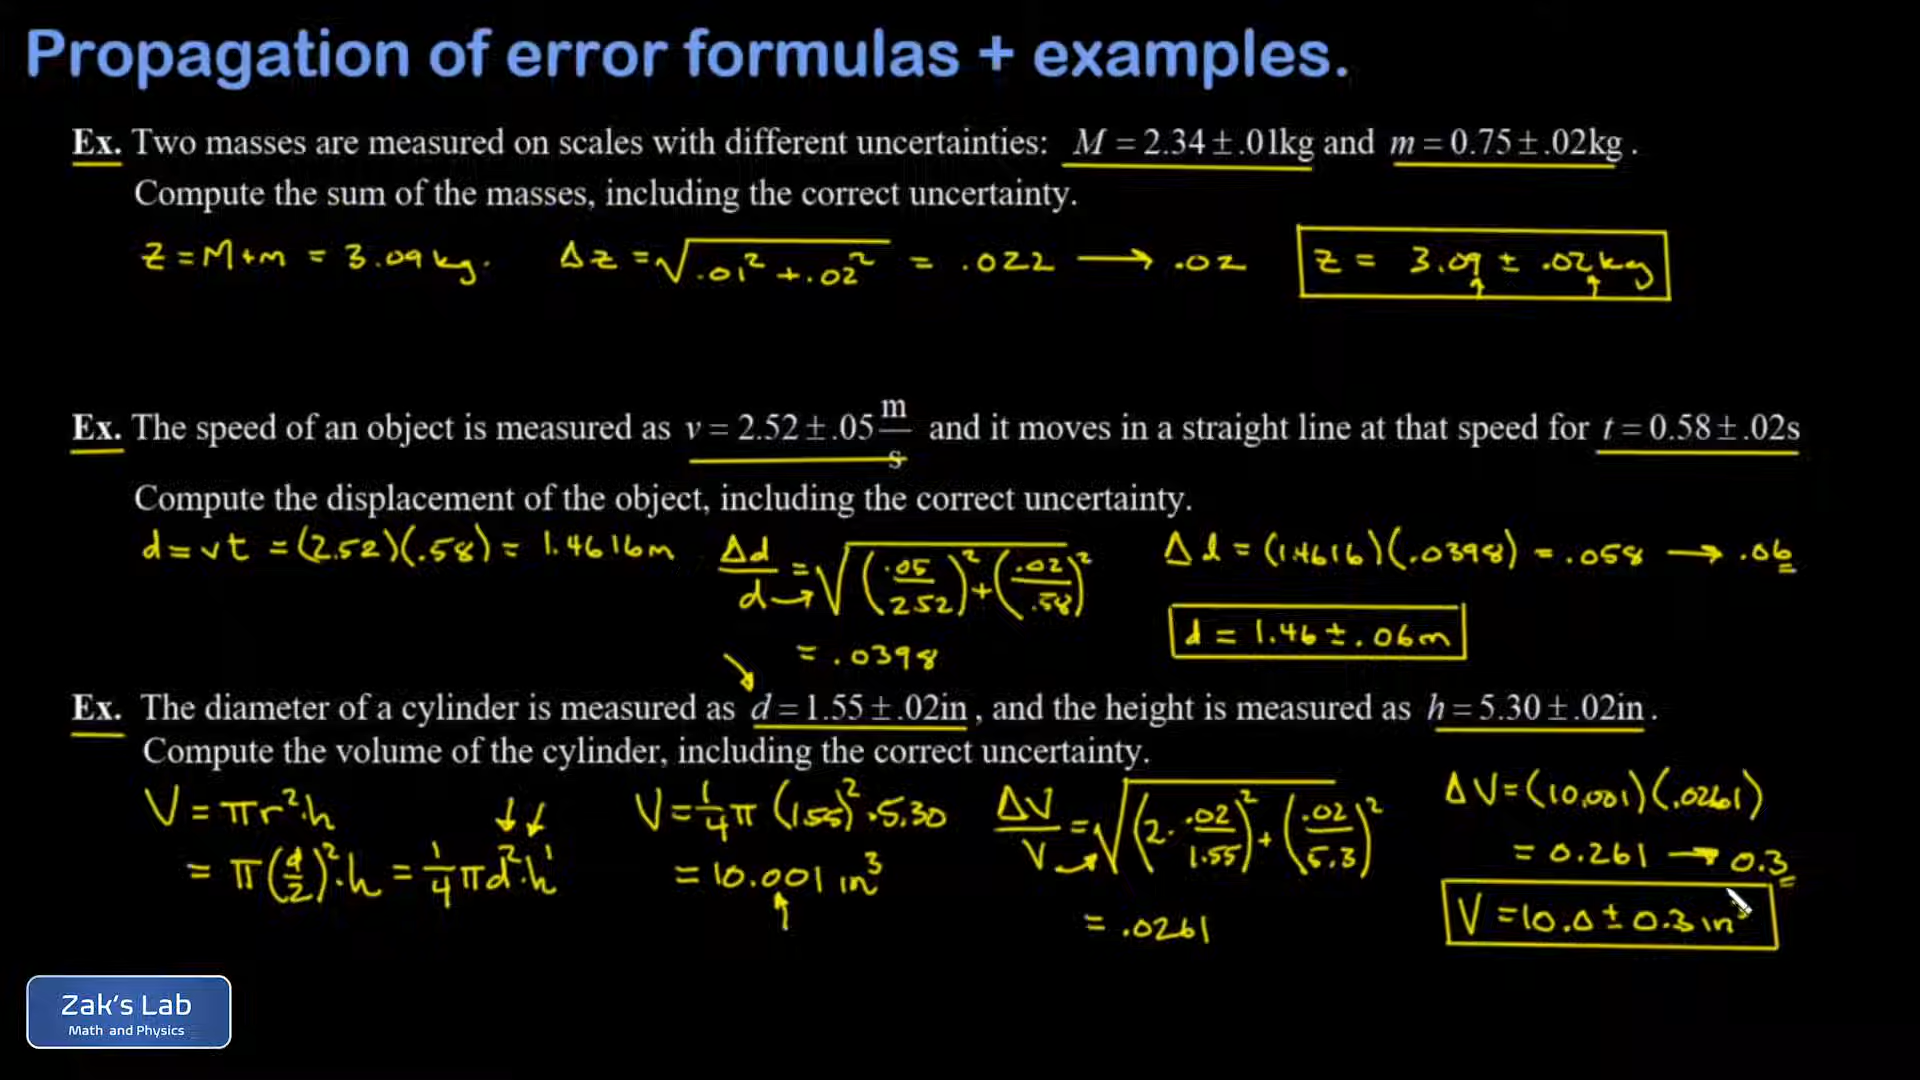 Propagation of error formulas + examples.
Ex. Two masses are measured on scales with different uncertainties: M = 2.34 ± .01kg and m = 0.75 ± .02kg .
Compute the sum of the masses, including the correct uncertainty.
Z = M+m = 3.09 kg. ΔZ = √.01² + .02² = .022 → .02 Z = 3.09 ± .02 kg
Ex. The speed of an object is measured as v = 2.52 ± .05 m/s and it moves in a straight line at that speed for t = 0.58 ± .02s
Compute the displacement of the object, including the correct uncertainty.
d = vt = (2.52)(.58) = 1.4616 m Δd/d = √(.05/2.52)² + (.02/.58)² Δd = (1.4616)(.0398) = .058 → .06
= .0398 d = 1.46 ± .06 m
Ex. The diameter of a cylinder is measured as d = 1.55 ± .02in , and the height is measured as h = 5.30 ± .02in .
Compute the volume of the cylinder, including the correct uncertainty.
V = πr²·h V = 1/4 π (1.55)² · 5.30 ΔV/V = √(2 · .02/1.55)² + (.02/5.3)² ΔV = (10.001)(.0261)
= π(d/2)²·h = 1/4 πd²·h¹ = 10.001 in³ = 0.261 → 0.3
= .0261 V = 10.0 ± 0.3 in³
Zak's Lab
Math and Physics